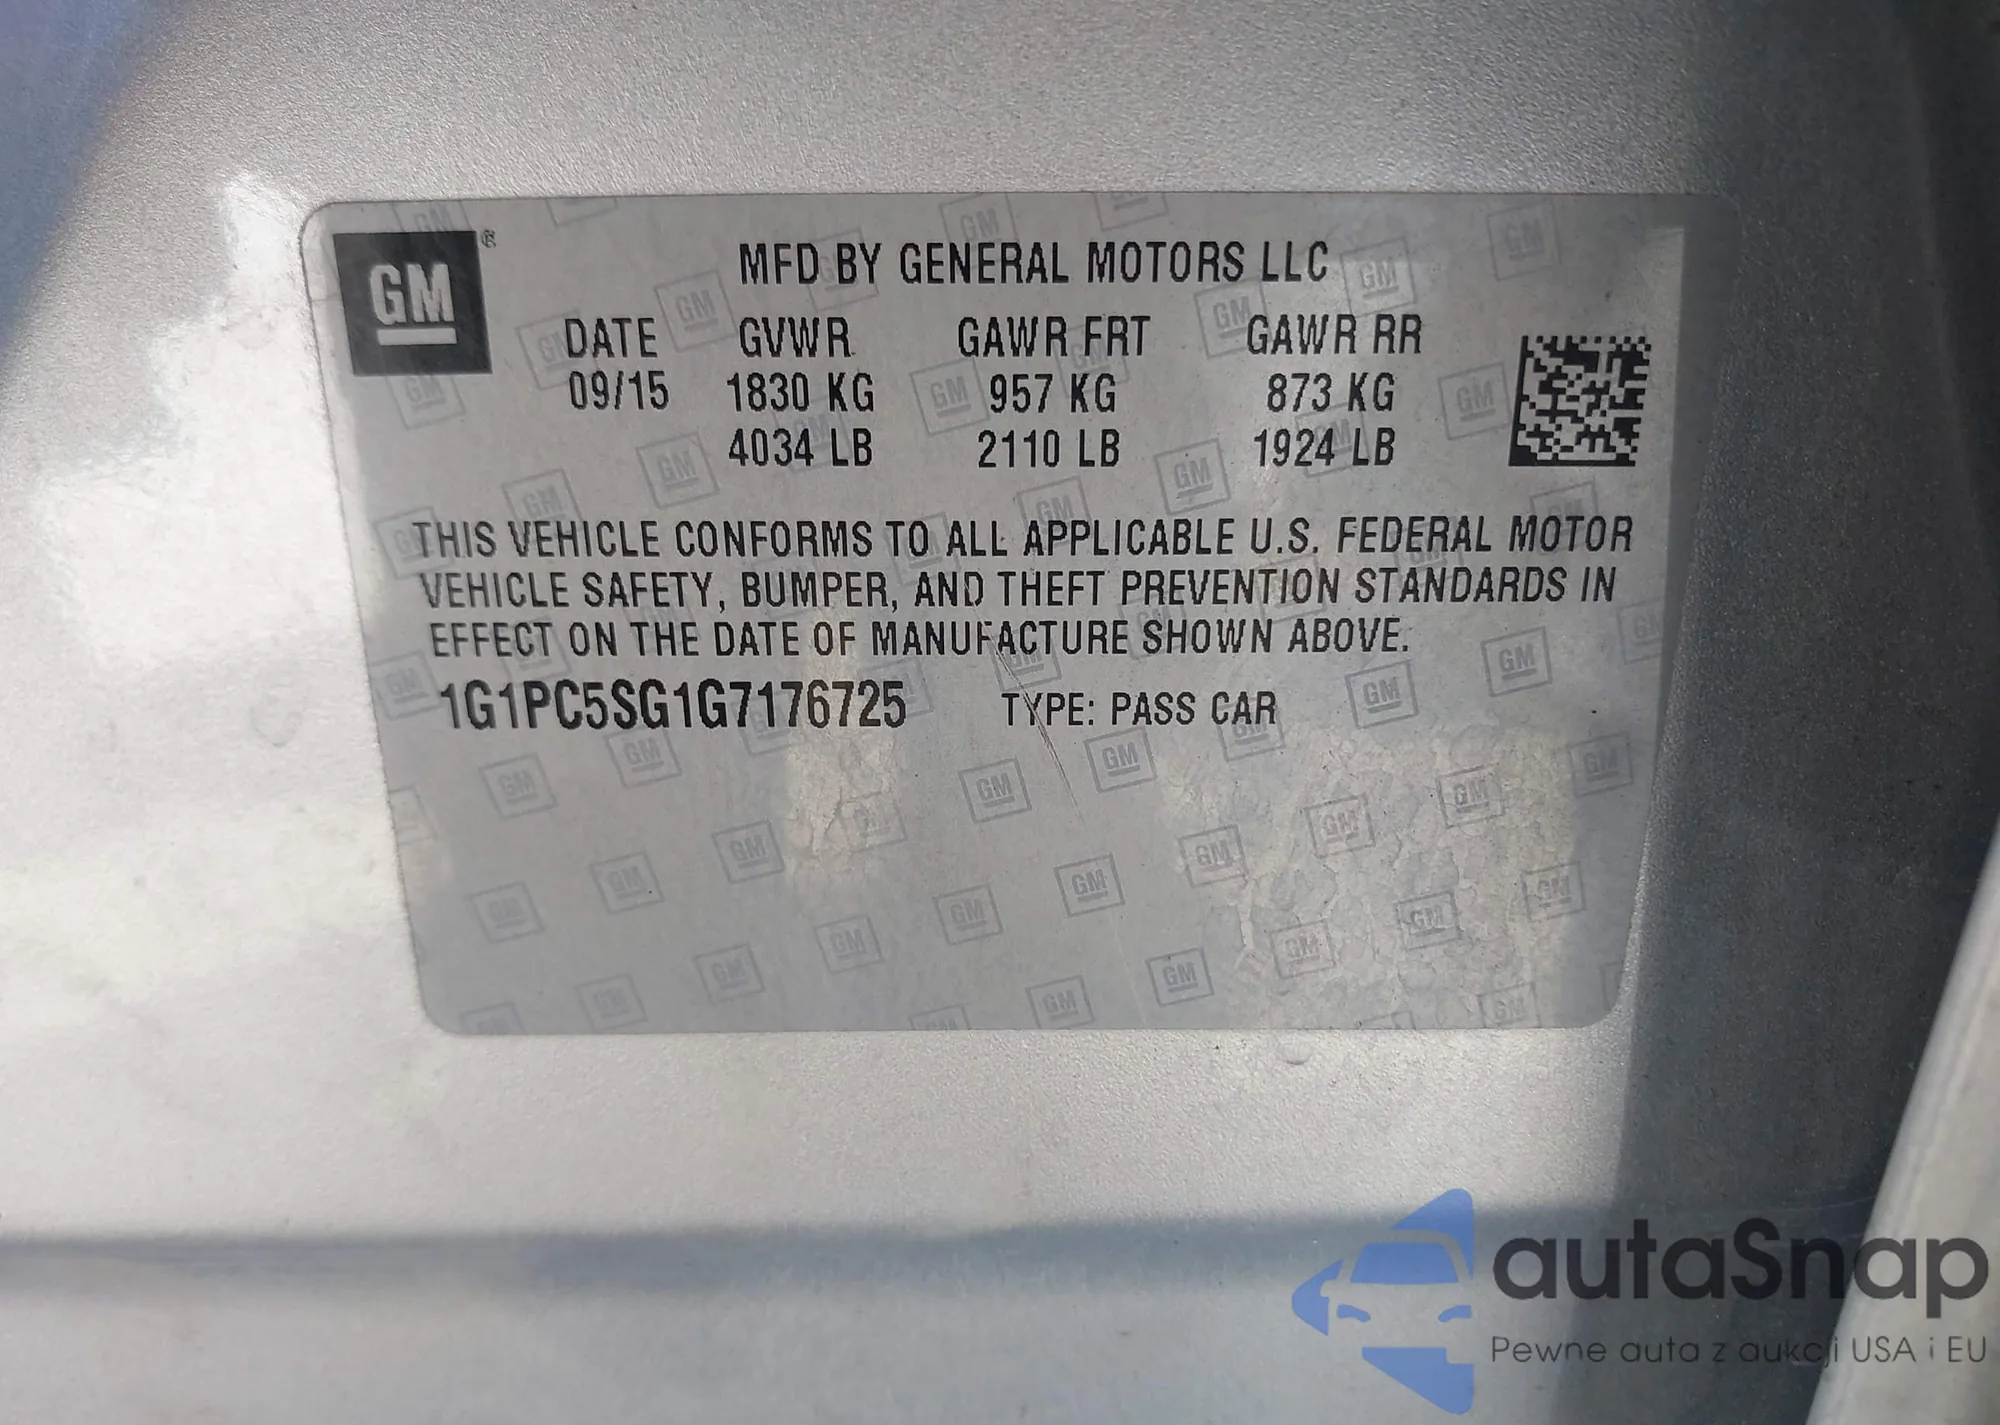 GM®
MFD BY GENERAL MOTORS LLC
DATE GVWR GAWR FRT GAWR RR
09/15 1830 KG 957 KG 873 KG
4034 LB 2110 LB 1924 LB
THIS VEHICLE CONFORMS TO ALL APPLICABLE U.S. FEDERAL MOTOR
VEHICLE SAFETY, BUMPER, AND THEFT PREVENTION STANDARDS IN
EFFECT ON THE DATE OF MANUFACTURE SHOWN ABOVE.
1G1PC5SG1G7176725 TYPE: PASS CAR
autaSnap
Pewne auta z aukcji USA i EU